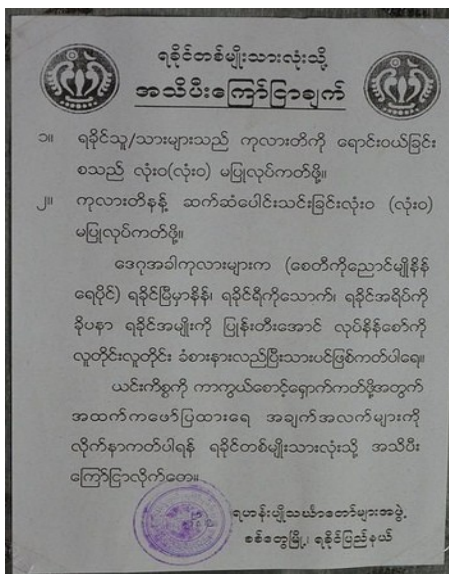 ရခိုင်တစ်မျိုးသားလုံးသို့
အသိပီးကြော်ငြာချက်
၁။ ရခိုင်သူ/သားများသည် ကုလားတိကို ရောင်းဝယ်ခြင်း
စသည် လုံးဝ(လုံးဝ) မပြုလုပ်ကတ်ဖို့။
၂။ ကုလားတိနန့် ဆက်ဆံပေါင်းသင်းခြင်းလုံးဝ (လုံးဝ)
မပြုလုပ်ကတ်ဖို့။
ဒေဂုအခါကုလားများက (စေတီကိုညောင်မျိုနိန်
ရေပိုင်) ရခိုင်မြီမှာနိန်၊ ရခိုင်ရီကိုသောက်၊ ရခိုင်အရိပ်ကို
ခိုပနာ ရခိုင်အမျိုးကို ပြုန်းတီးအောင် လုပ်နိန်စော်ကို
လူတိုင်းလူတိုင်း ခံစားနားလည်ပြီးသားပင်ဖြစ်ကတ်ပါရေ။
ယင်းကိစ္စကို ကာကွယ်စောင့်ရှောက်ကတ်ဖို့အတွက်
အထက်ကဖော်ပြထားရေ အချက်အလက်များကို
လိုက်နာကတ်ပါရန် ရခိုင်တစ်မျိုးသားလုံးသို့ အသိပီး
ကြော်ငြာလိုက်တေ။
ရဟန်းပျိုသံဃာတော်များအဖွဲ့
စစ်တွေမြို့၊ ရခိုင်ပြည်နယ်